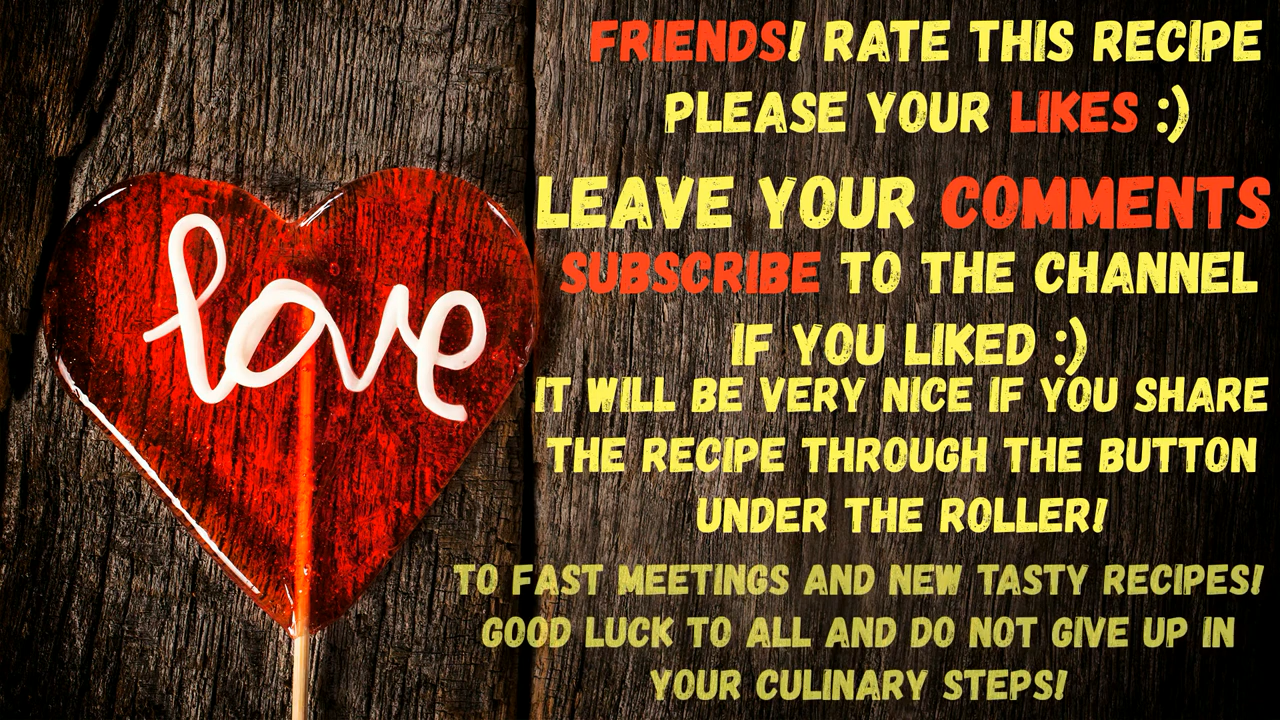 love
FRIENDS! RATE THIS RECIPE
PLEASE YOUR LIKES :)
LEAVE YOUR COMMENTS
SUBSCRIBE TO THE CHANNEL
IF YOU LIKED :)
IT WILL BE VERY NICE IF YOU SHARE
THE RECIPE THROUGH THE BUTTON
UNDER THE ROLLER!
TO FAST MEETINGS AND NEW TASTY RECIPES!
GOOD LUCK TO ALL AND DO NOT GIVE UP IN
YOUR CULINARY STEPS!